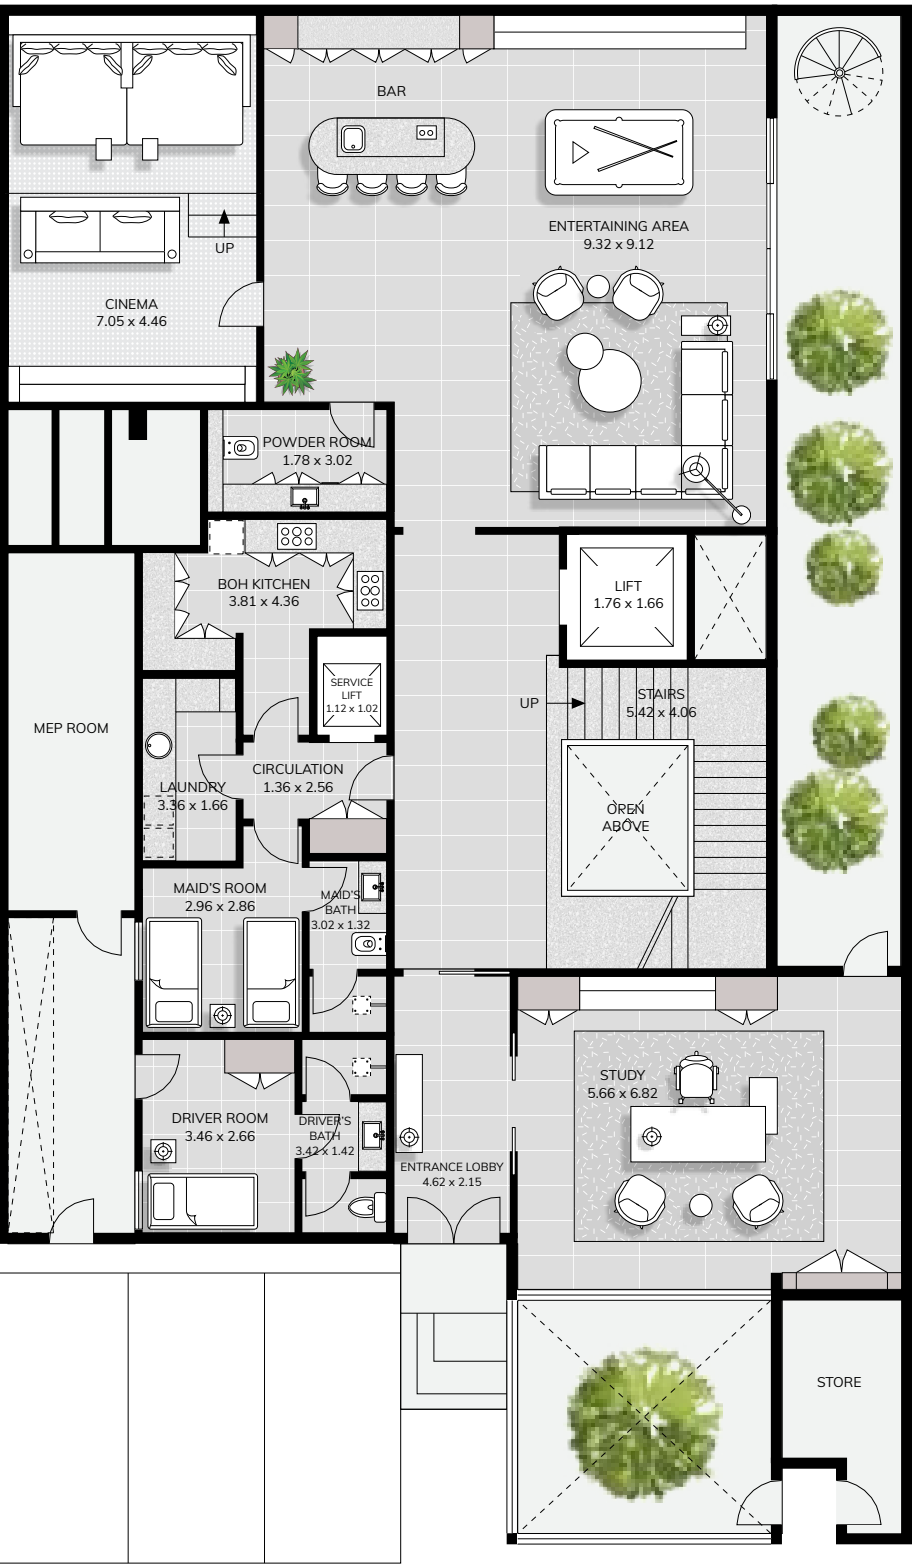 BAR
ENTERTAINING AREA
9.32 x 9.12
UP
CINEMA
7.05 x 4.46
POWDER ROOM
1.78 x 3.02
BOH KITCHEN
3.81 x 4.36
LIFT
1.76 x 1.66
SERVICE
LIFT
1.12 x 1.02
UP
STAIRS
5.42 x 4.06
MEP ROOM
CIRCULATION
1.36 x 2.56
LAUNDRY
3.36 x 1.66
OPEN
ABOVE
MAID'S ROOM
2.96 x 2.86
MAID'S
BATH
3.02 x 1.32
STUDY
5.66 x 6.82
DRIVER ROOM
3.46 x 2.66
DRIVER'S
BATH
3.42 x 1.42
ENTRANCE LOBBY
4.62 x 2.15
STORE